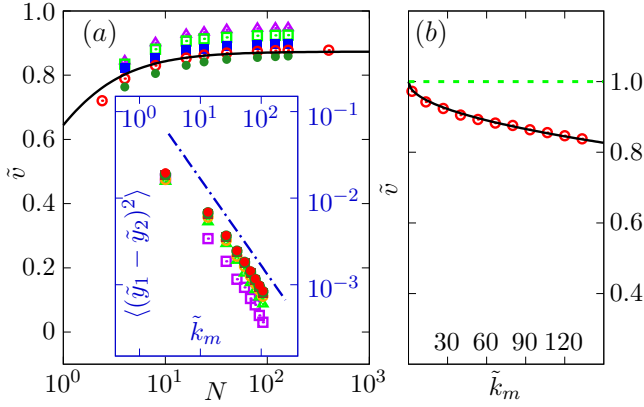 (a)
1.0
0.8
0.6
0.4
0.2
0
ṽ
10⁰ 10¹ 10² 10³
N
10⁰ 10¹ 10²
10⁻¹
10⁻²
10⁻³
⟨(ỹ₁ − ỹ₂)²⟩
k̃ₘ
(b)
1.0
0.8
0.6
0.4
0.2
ṽ
30 60 90 120
k̃ₘ